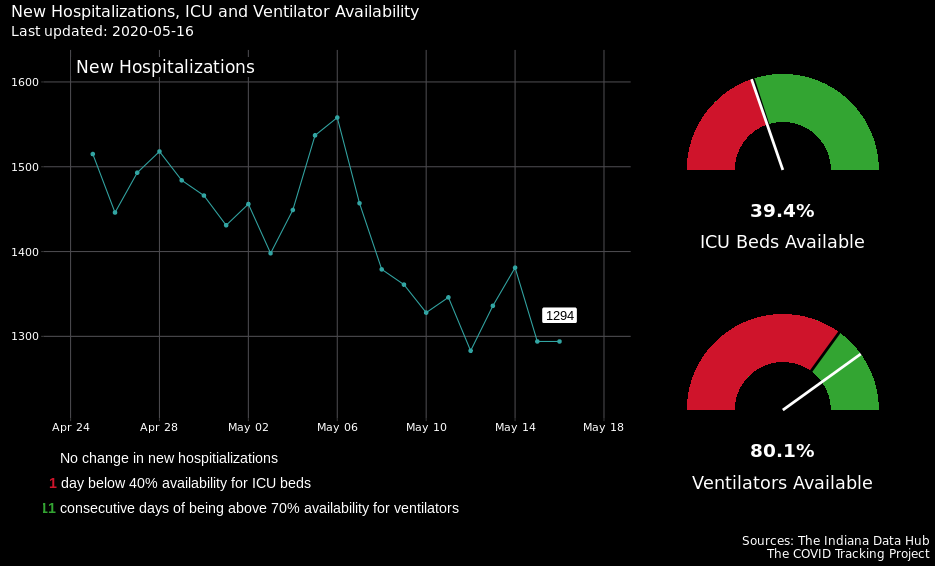 New Hospitalizations, ICU and Ventilator Availability
Last updated: 2020-05-16
New Hospitalizations
1600
1500
1400
1300
1294
Apr 24 Apr 28 May 02 May 06 May 10 May 14 May 18
39.4%
ICU Beds Available
80.1%
Ventilators Available
No change in new hospitializations
1 day below 40% availability for ICU beds
11 consecutive days of being above 70% availability for ventilators
Sources: The Indiana Data Hub
The COVID Tracking Project